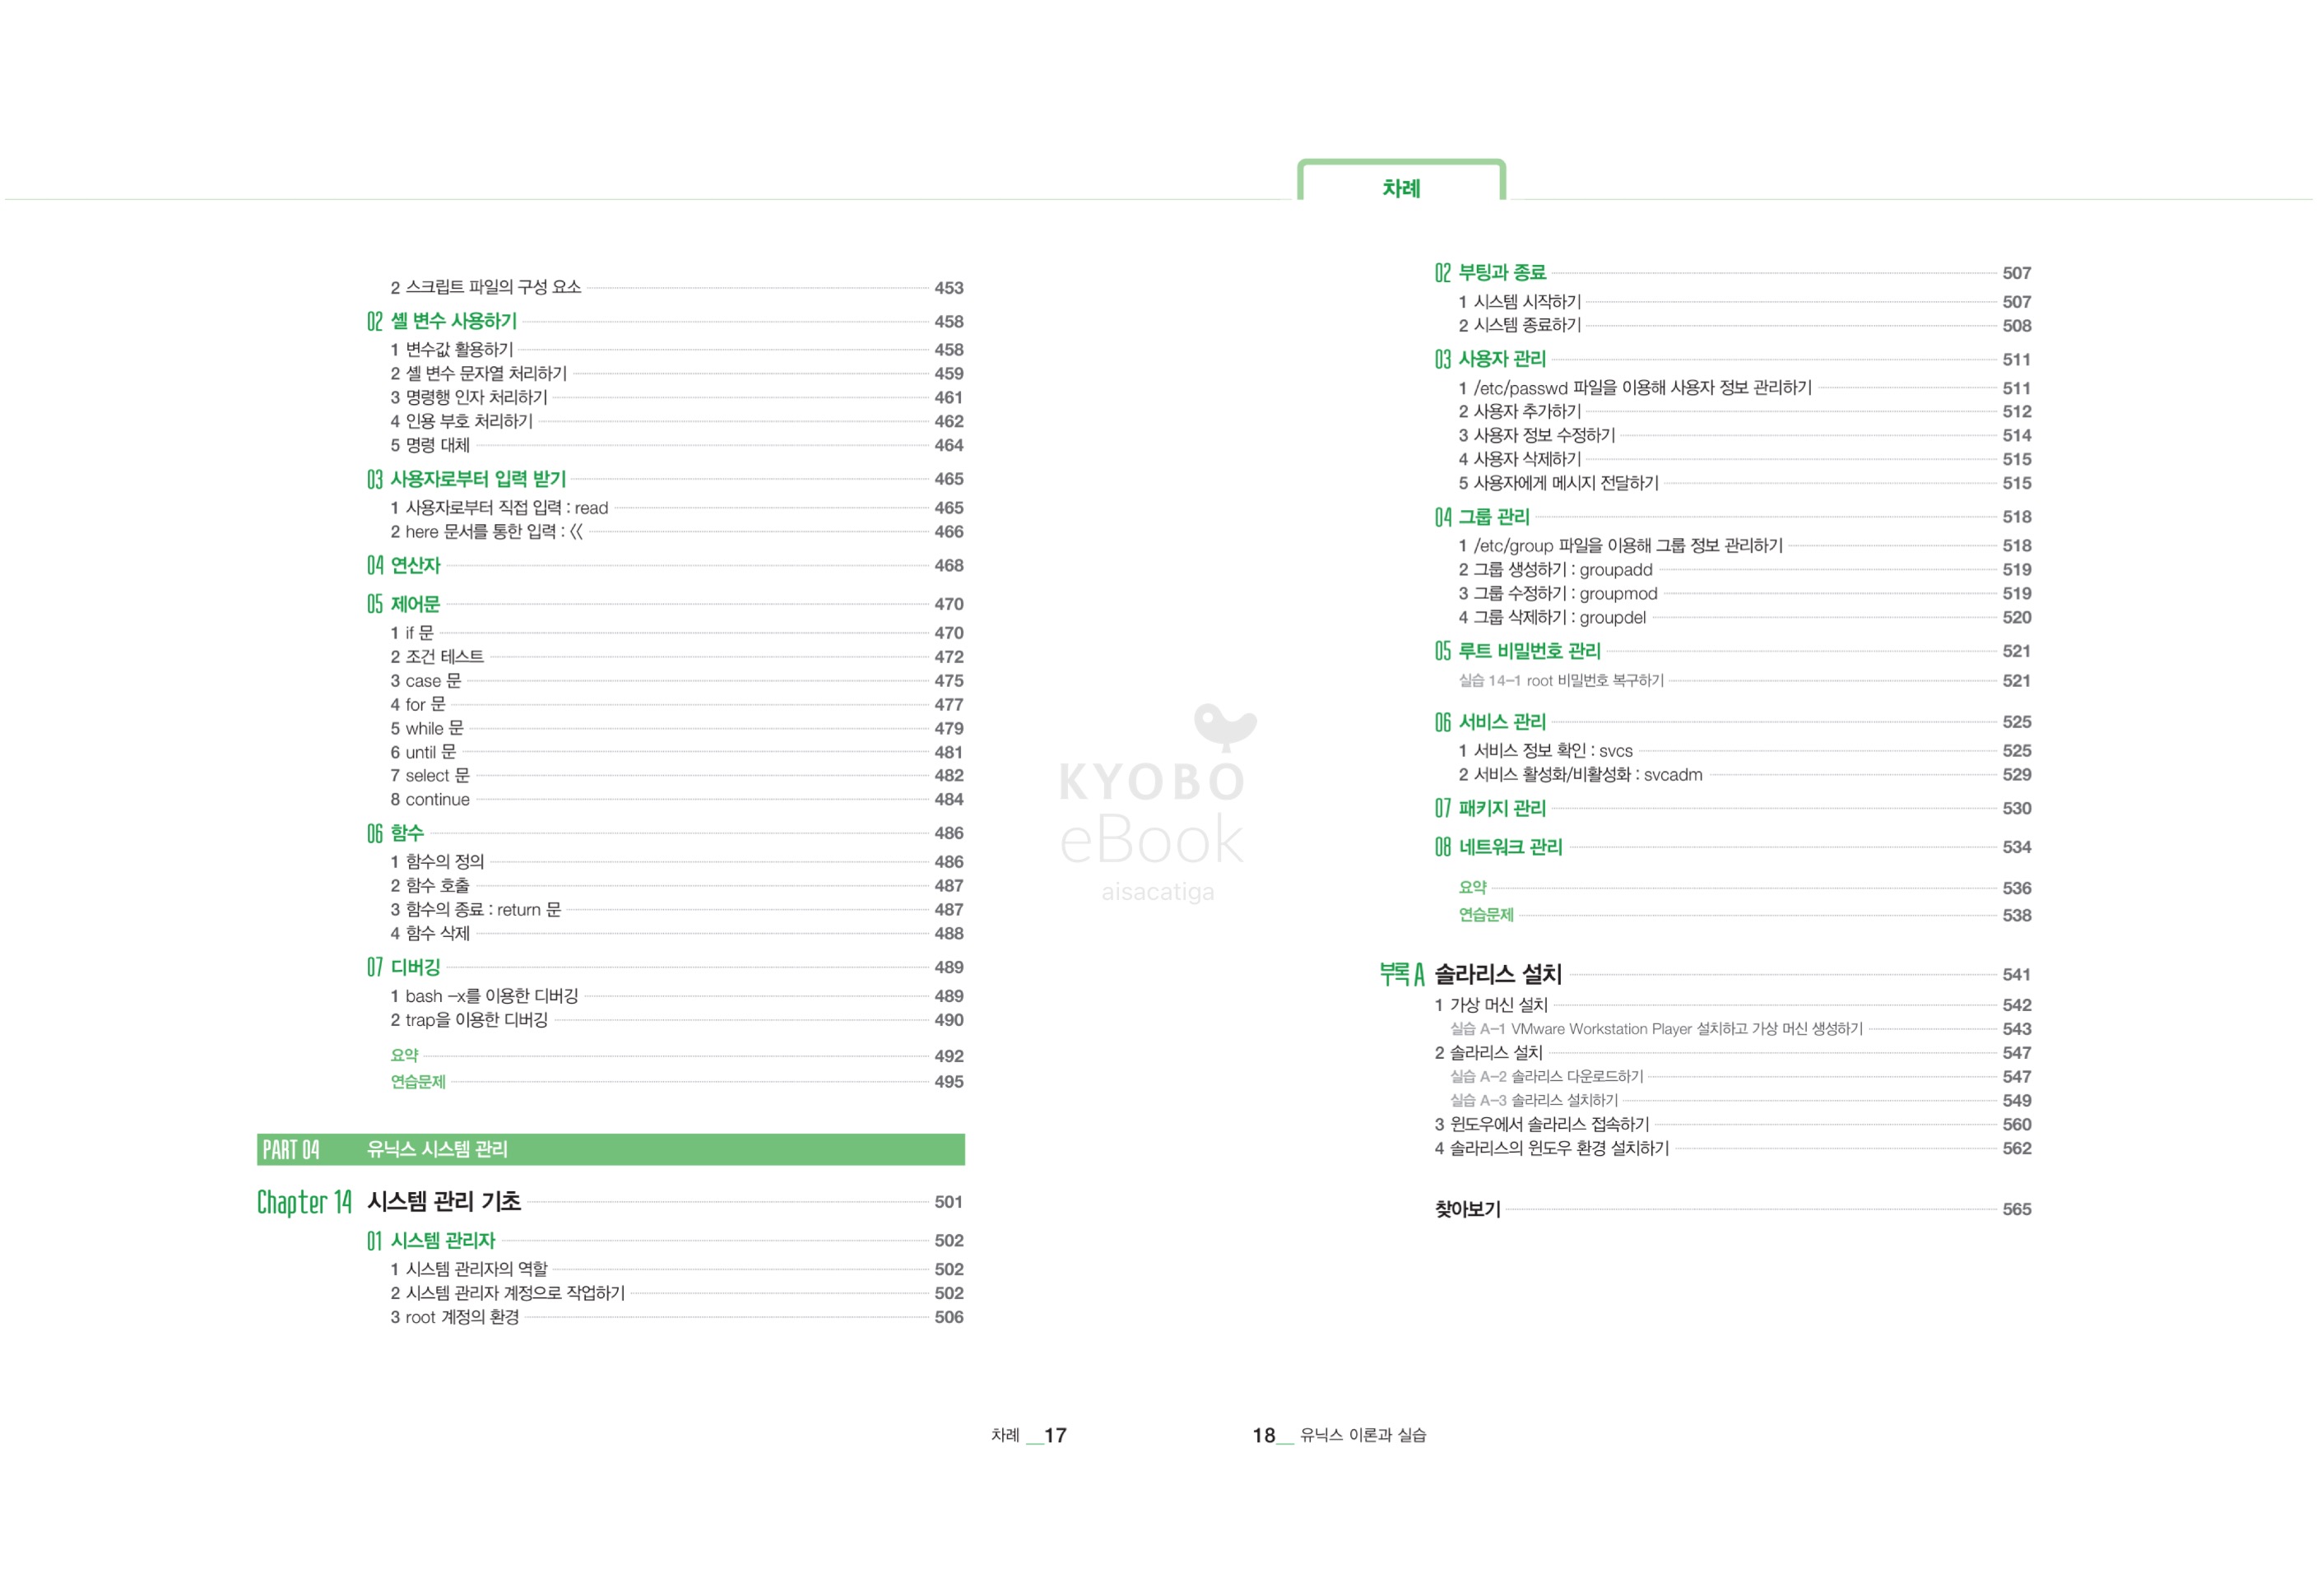 차례
2 스크립트 파일의 구성 요소 453
02 셸 변수 사용하기 458
1 변수값 활용하기 458
2 셸 변수 문자열 처리하기 459
3 명령행 인자 처리하기 461
4 인용 부호 처리하기 462
5 명령 대체 464
03 사용자로부터 입력 받기 465
1 사용자로부터 직접 입력 : read 465
2 here 문서를 통한 입력 : << 466
04 연산자 468
05 제어문 470
1 if 문 470
2 조건 테스트 472
3 case 문 475
4 for 문 477
5 while 문 479
6 until 문 481
7 select 문 482
8 continue 484
06 함수 486
1 함수의 정의 486
2 함수 호출 487
3 함수의 종료 : return 문 487
4 함수 삭제 488
07 디버깅 489
1 bash –x를 이용한 디버깅 489
2 trap을 이용한 디버깅 490
요약 492
연습문제 495
PART 04 유닉스 시스템 관리
Chapter 14 시스템 관리 기초 501
01 시스템 관리자 502
1 시스템 관리자의 역할 502
2 시스템 관리자 계정으로 작업하기 502
3 root 계정의 환경 506
차례 __17
KYOBO
eBook
aisacatiga
02 부팅과 종료 507
1 시스템 시작하기 507
2 시스템 종료하기 508
03 사용자 관리 511
1 /etc/passwd 파일을 이용해 사용자 정보 관리하기 511
2 사용자 추가하기 512
3 사용자 정보 수정하기 514
4 사용자 삭제하기 515
5 사용자에게 메시지 전달하기 515
04 그룹 관리 518
1 /etc/group 파일을 이용해 그룹 정보 관리하기 518
2 그룹 생성하기 : groupadd 519
3 그룹 수정하기 : groupmod 519
4 그룹 삭제하기 : groupdel 520
05 루트 비밀번호 관리 521
실습 14–1 root 비밀번호 복구하기 521
06 서비스 관리 525
1 서비스 정보 확인 : svcs 525
2 서비스 활성화/비활성화 : svcadm 529
07 패키지 관리 530
08 네트워크 관리 534
요약 536
연습문제 538
부록 A 솔라리스 설치 541
1 가상 머신 설치 542
실습 A–1 VMware Workstation Player 설치하고 가상 머신 생성하기 543
2 솔라리스 설치 547
실습 A–2 솔라리스 다운로드하기 547
실습 A–3 솔라리스 설치하기 549
3 윈도우에서 솔라리스 접속하기 560
4 솔라리스의 윈도우 환경 설치하기 562
찾아보기 565
18__ 유닉스 이론과 실습